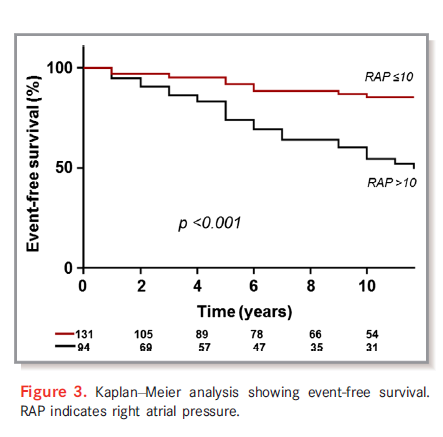 Event-free survival (%)
100
50
0
RAP ≤10
RAP >10
p <0.001
0 2 4 6 8 10
Time (years)
131 105 89 78 66 54
94 69 57 47 35 31
Figure 3. Kaplan–Meier analysis showing event-free survival.
RAP indicates right atrial pressure.